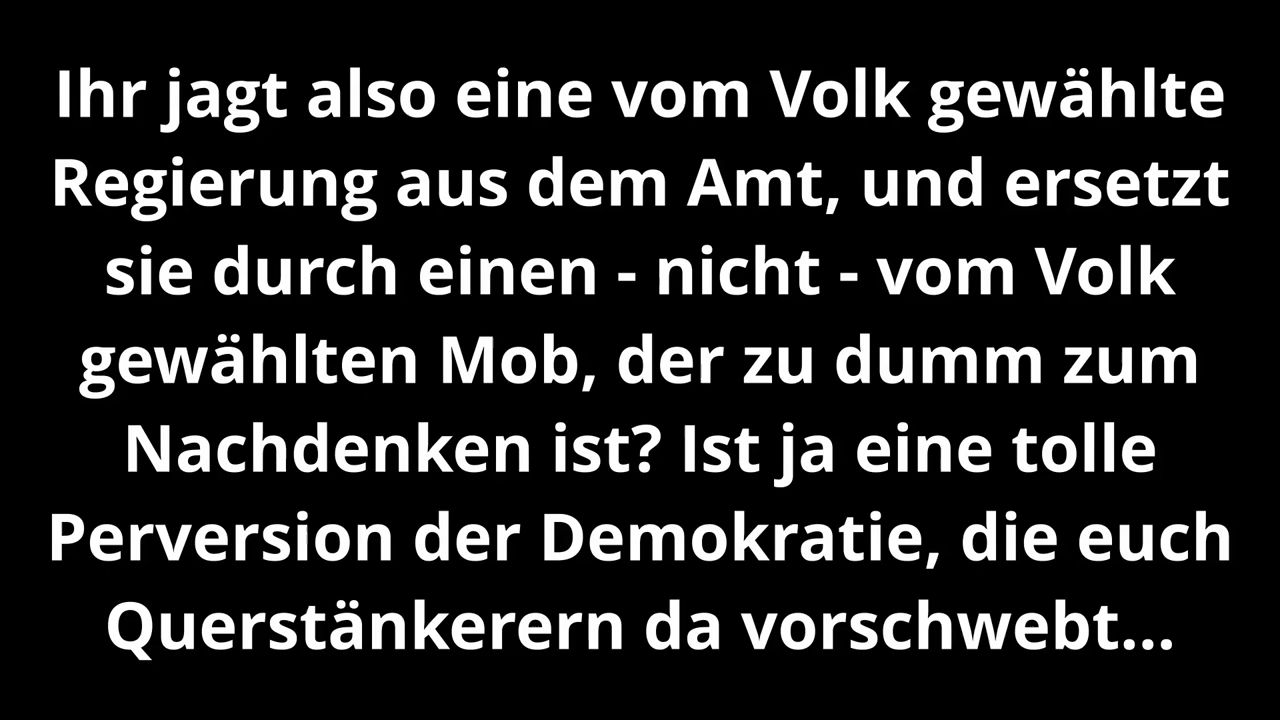 Ihr jagt also eine vom Volk gewählte
Regierung aus dem Amt, und ersetzt
sie durch einen - nicht - vom Volk
gewählten Mob, der zu dumm zum
Nachdenken ist? Ist ja eine tolle
Perversion der Demokratie, die euch
Querstänkerern da vorschwebt...